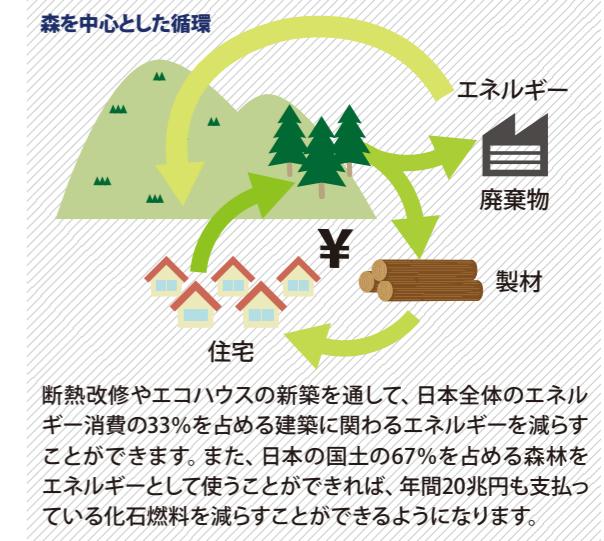 森を中心とした循環
エネルギー
廃棄物
¥
製材
住宅
断熱改修やエコハウスの新築を通して、日本全体のエネル
ギー消費の33%を占める建築に関わるエネルギーを減らす
ことができます。また、日本の国土の67%を占める森林を
エネルギーとして使うことができれば、年間20兆円も支払っ
ている化石燃料を減らすことができるようになります。